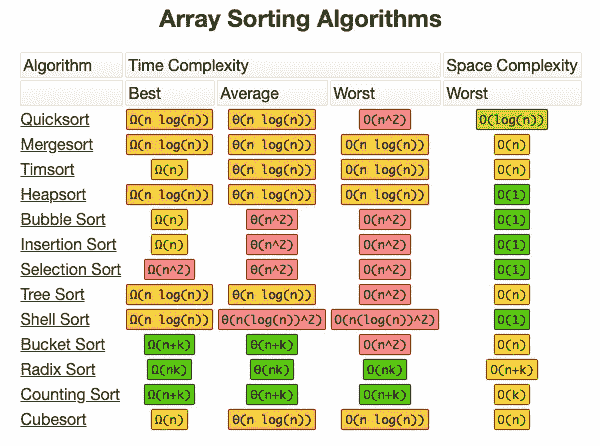 Array Sorting Algorithms
Algorithm Time Complexity Space Complexity
Best Average Worst Worst
Quicksort Ω(n log(n)) Θ(n log(n)) O(n^2) O(log(n))
Mergesort Ω(n log(n)) Θ(n log(n)) O(n log(n)) O(n)
Timsort Ω(n) Θ(n log(n)) O(n log(n)) O(n)
Heapsort Ω(n log(n)) Θ(n log(n)) O(n log(n)) O(1)
Bubble Sort Ω(n) Θ(n^2) O(n^2) O(1)
Insertion Sort Ω(n) Θ(n^2) O(n^2) O(1)
Selection Sort Ω(n^2) Θ(n^2) O(n^2) O(1)
Tree Sort Ω(n log(n)) Θ(n log(n)) O(n^2) O(n)
Shell Sort Ω(n log(n)) Θ(n(log(n))^2) O(n(log(n))^2) O(1)
Bucket Sort Ω(n+k) Θ(n+k) O(n^2) O(n)
Radix Sort Ω(nk) Θ(nk) O(nk) O(n+k)
Counting Sort Ω(n+k) Θ(n+k) O(n+k) O(k)
Cubesort Ω(n) Θ(n log(n)) O(n log(n)) O(n)